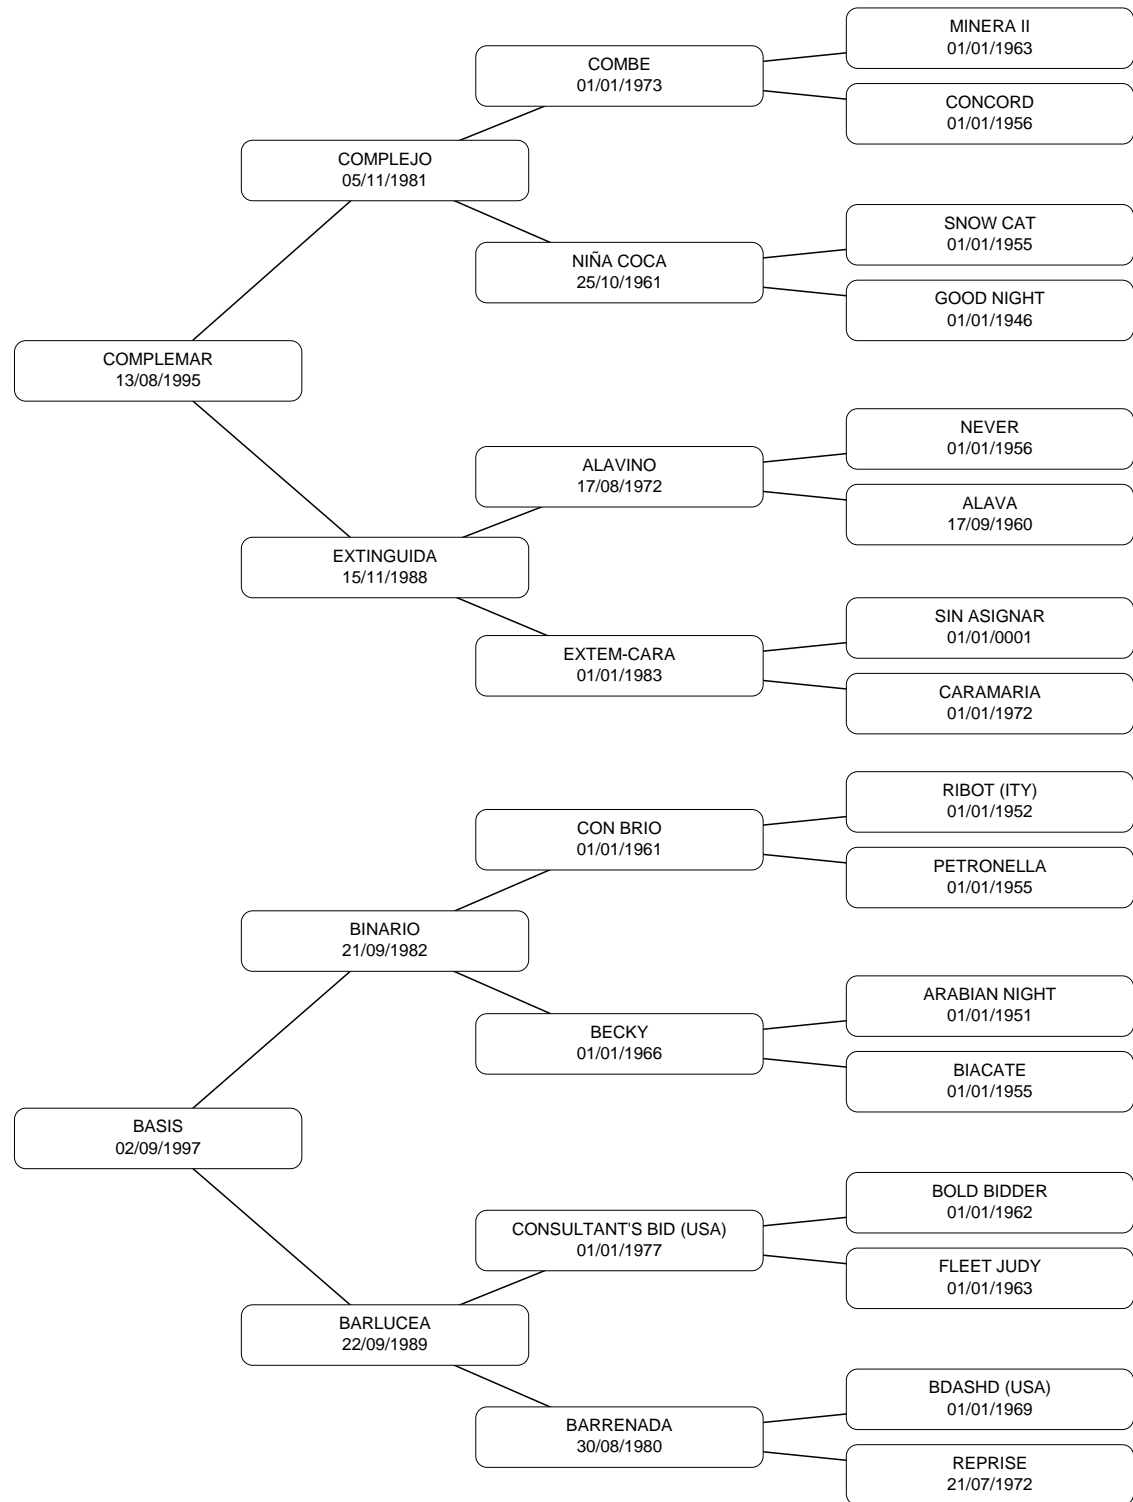 MINERA II
01/01/1963
COMBE
01/01/1973
CONCORD
01/01/1956
COMPLEJO
05/11/1981
SNOW CAT
01/01/1955
NIÑA COCA
25/10/1961
GOOD NIGHT
01/01/1946
COMPLEMAR
13/08/1995
NEVER
01/01/1956
ALAVINO
17/08/1972
ALAVA
17/09/1960
EXTINGUIDA
15/11/1988
SIN ASIGNAR
01/01/0001
EXTEM-CARA
01/01/1983
CARAMARIA
01/01/1972
RIBOT (ITY)
01/01/1952
CON BRIO
01/01/1961
PETRONELLA
01/01/1955
BINARIO
21/09/1982
ARABIAN NIGHT
01/01/1951
BECKY
01/01/1966
BIACATE
01/01/1955
BASIS
02/09/1997
BOLD BIDDER
01/01/1962
CONSULTANT'S BID (USA)
01/01/1977
FLEET JUDY
01/01/1963
BARLUCEA
22/09/1989
BDASHD (USA)
01/01/1969
BARRENADA
30/08/1980
REPRISE
21/07/1972